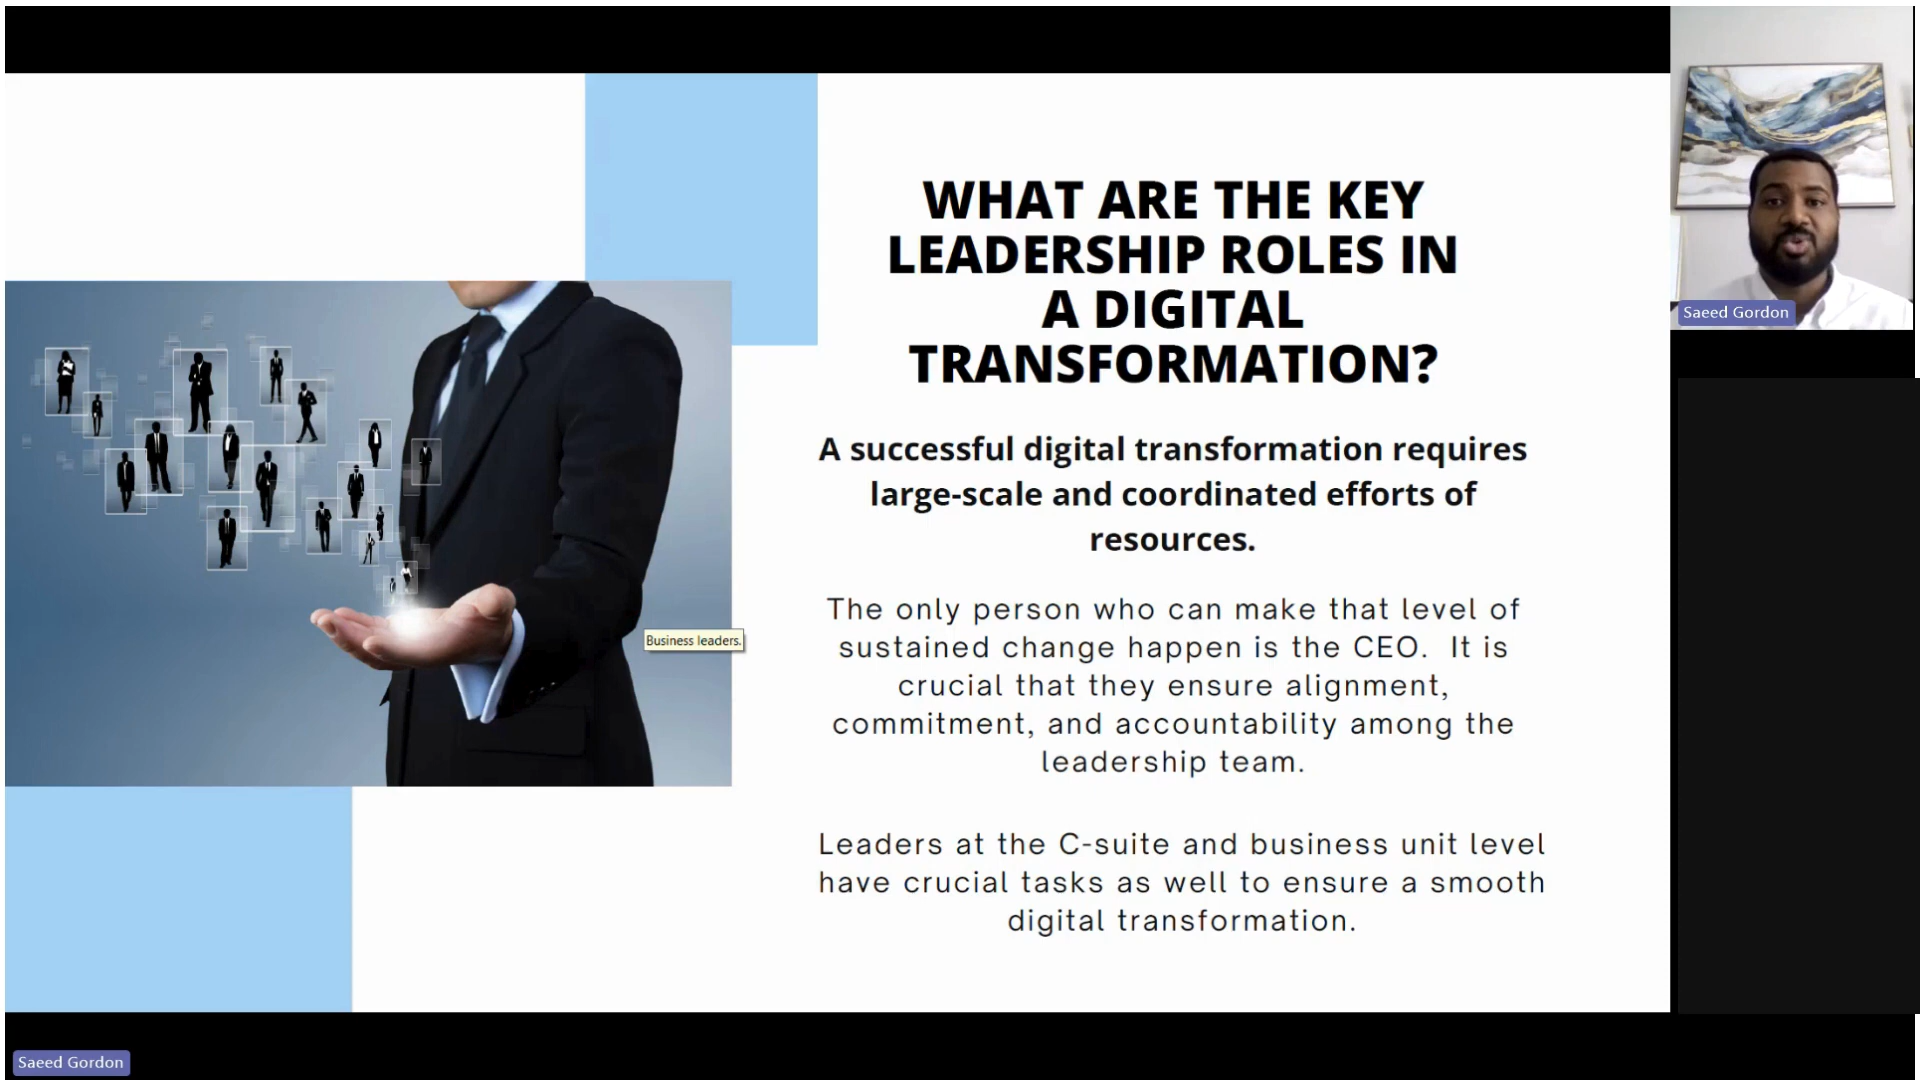 WHAT ARE THE KEY
LEADERSHIP ROLES IN
A DIGITAL
TRANSFORMATION?
A successful digital transformation requires
large-scale and coordinated efforts of
resources.
The only person who can make that level of
sustained change happen is the CEO.  It is
crucial that they ensure alignment,
commitment, and accountability among the
leadership team.
Leaders at the C-suite and business unit level
have crucial tasks as well to ensure a smooth
digital transformation.
Business leaders.
Saeed Gordon
Saeed Gordon